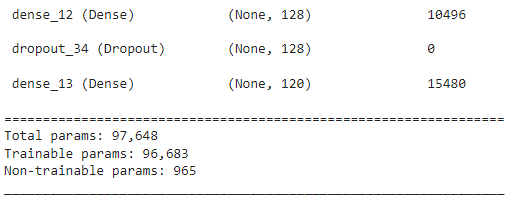 dense_12 (Dense) (None, 128) 10496
dropout_34 (Dropout) (None, 128) 0
dense_13 (Dense) (None, 120) 15480
=================================================================
Total params: 97,648
Trainable params: 96,683
Non-trainable params: 965
_________________________________________________________________